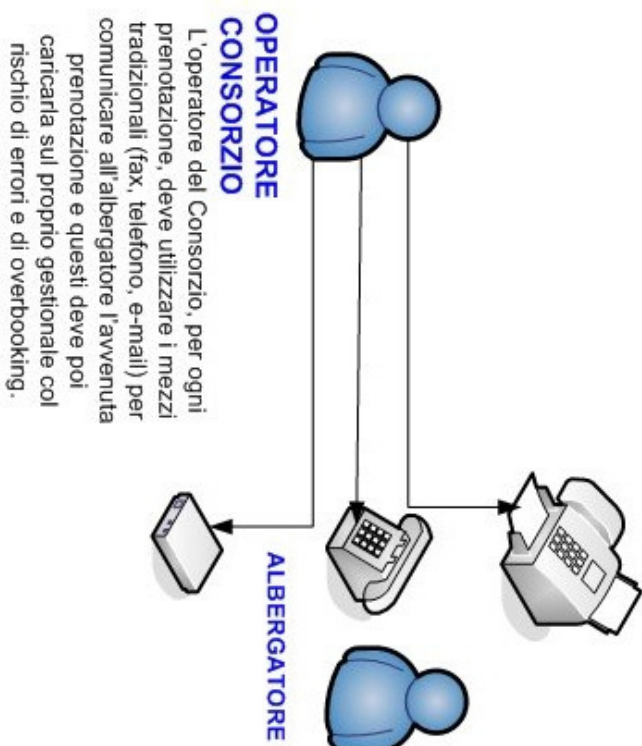 OPERATORE
CONSORZIO
L'operatore del Consorzio, per ogni
prenotazione, deve utilizzare i mezzi
tradizionali (fax, telefono, e-mail) per
comunicare all'albergatore l'avvenuta
prenotazione e questi deve poi
caricarla sul proprio gestionale col
rischio di errori e di overbooking.
ALBERGATORE